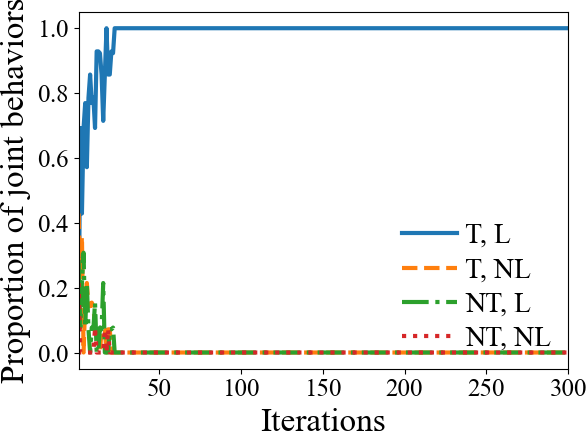 Proportion of joint behaviors
1.0
0.8
0.6
0.4
0.2
0.0
T, L
T, NL
NT, L
NT, NL
50 100 150 200 250 300
Iterations